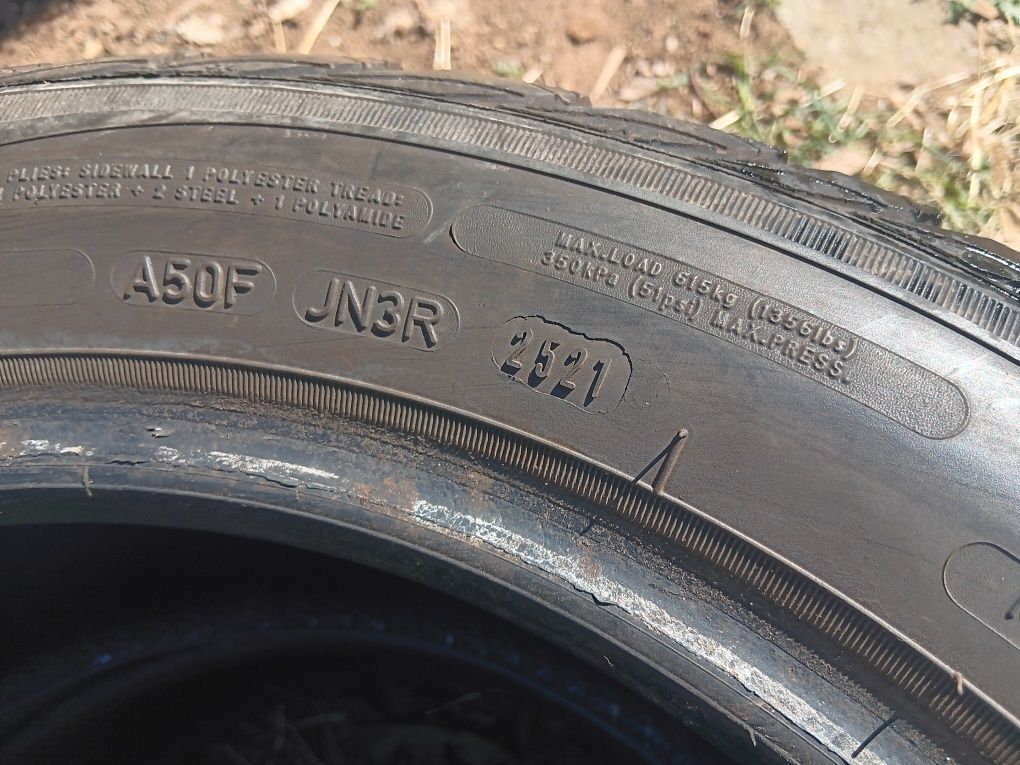 PLIES: SIDEWALL 1 POLYESTER TREAD:
POLYESTER + 2 STEEL + 1 POLYAMIDE
MAX.LOAD 615kg (1356lbs)
350kPa (51psi) MAX.PRESS.
A50F JN3R 2521